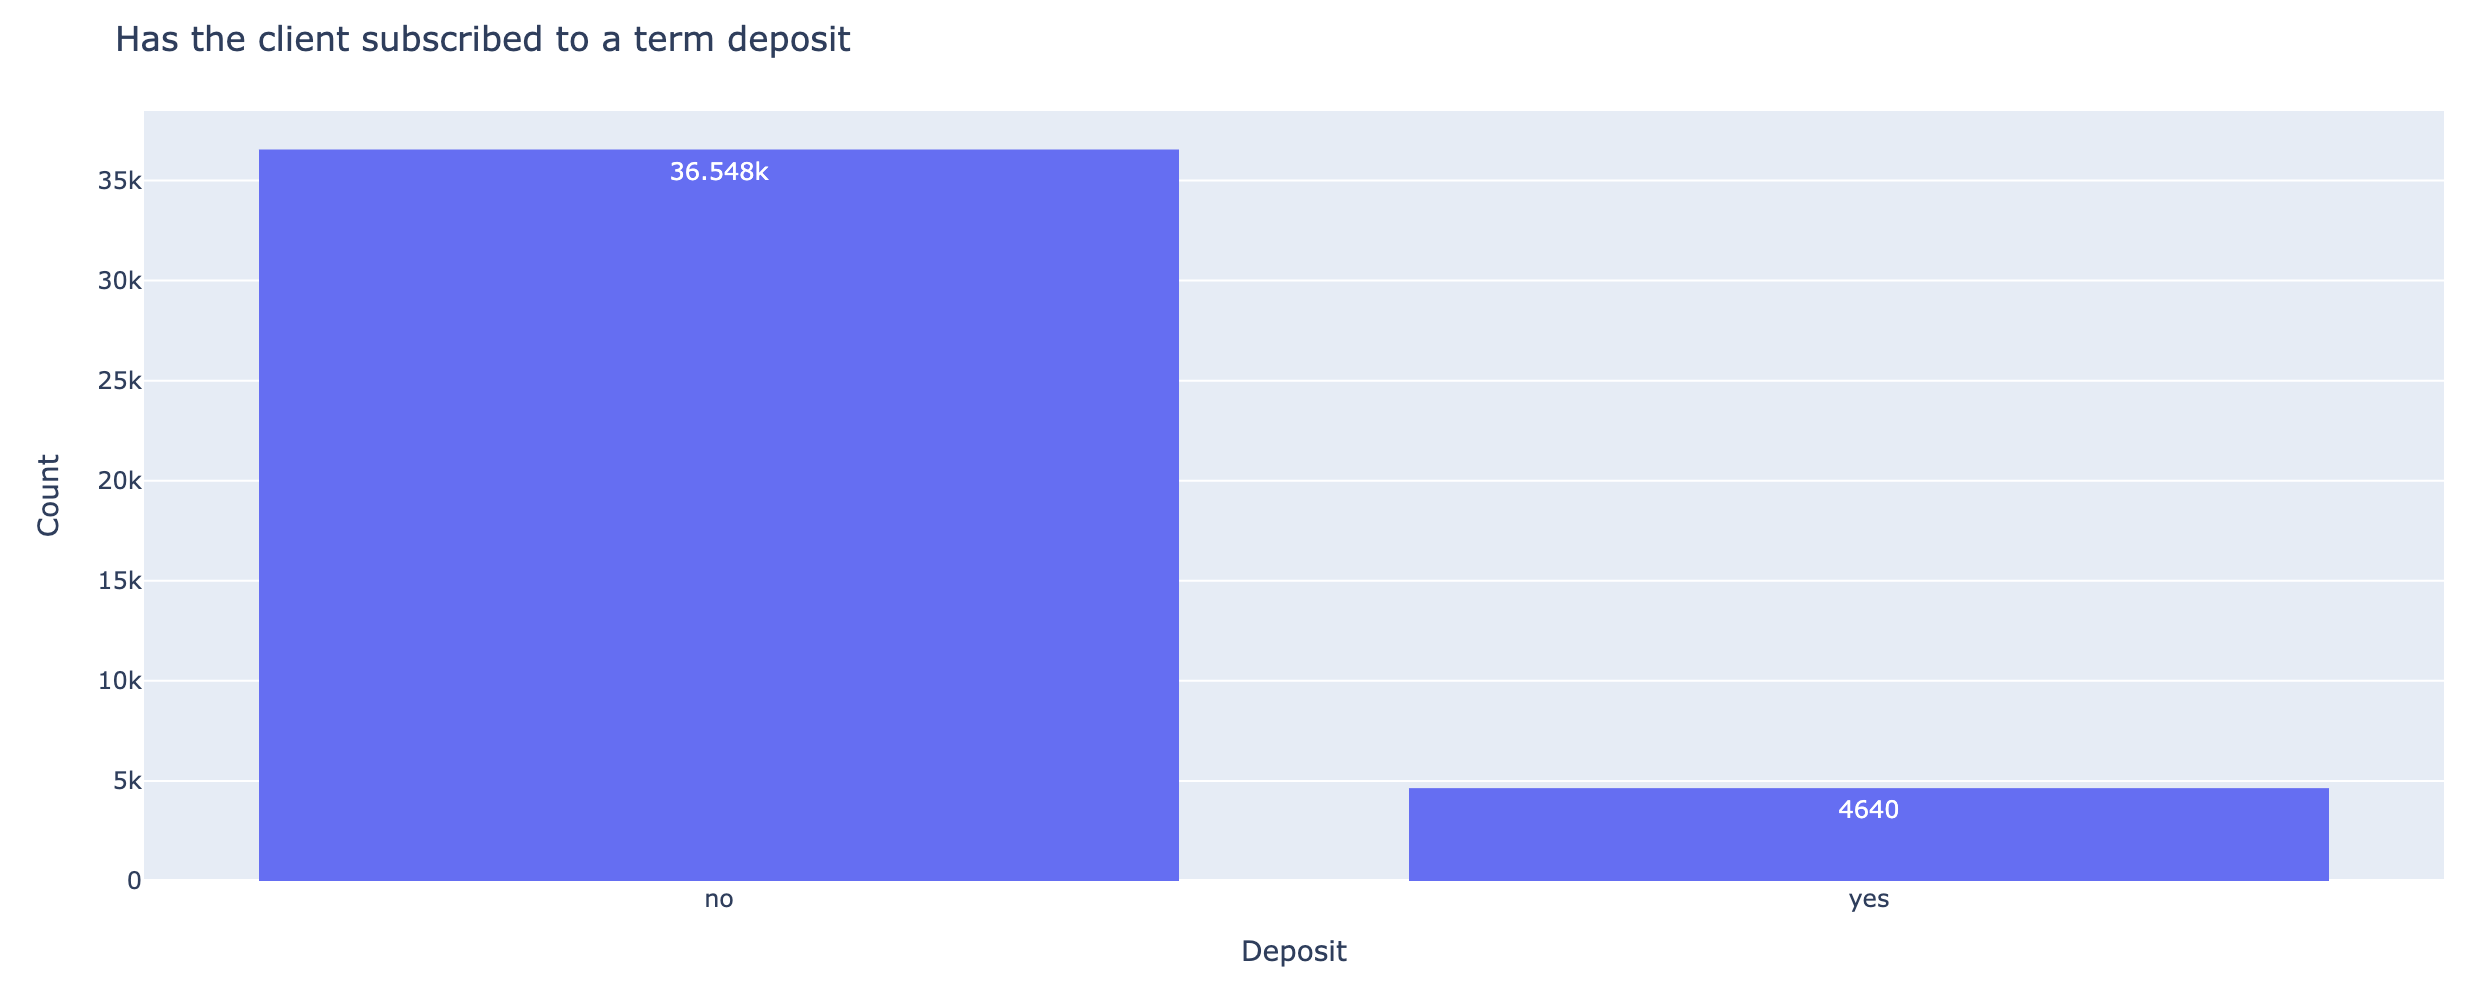 Has the client subscribed to a term deposit
36.548k
35k
30k
25k
20k
Count
15k
10k
5k
4640
0
no
yes
Deposit